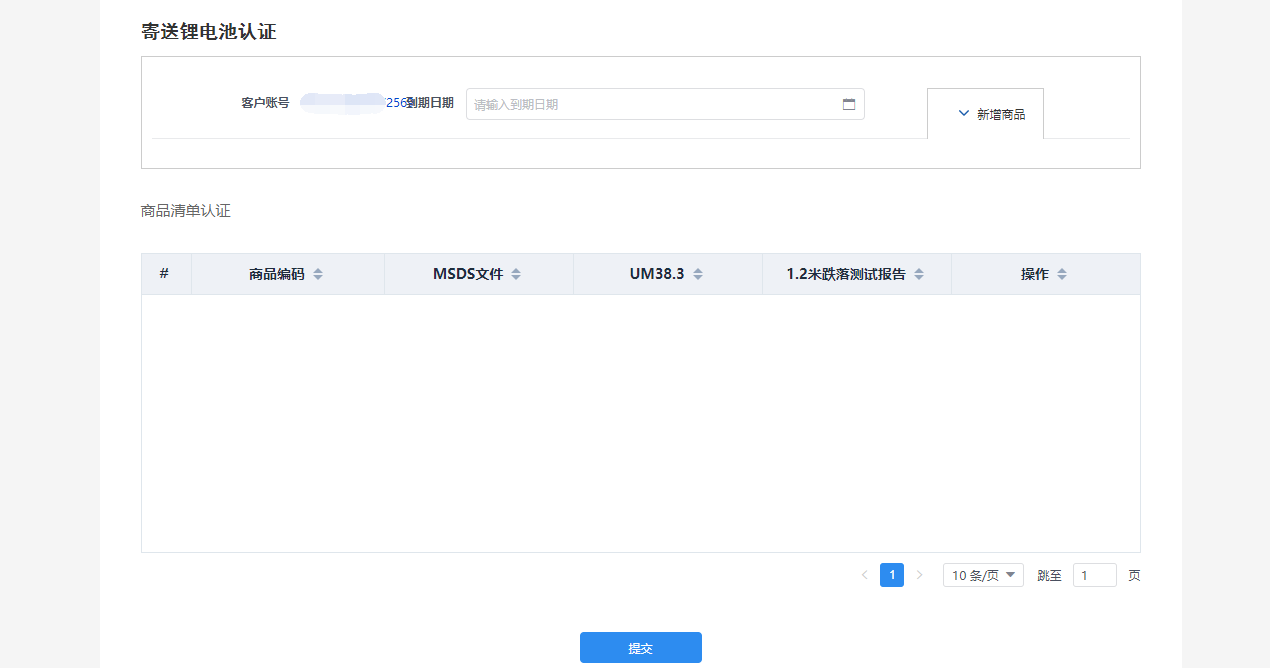 寄送锂电池认证
客户账号 256 到期日期 请输入到期日期 新增商品
商品清单认证
# 商品编码 MSDS文件 UM38.3 1.2米跌落测试报告 操作
1 10 条/页 跳至 1 页
提交